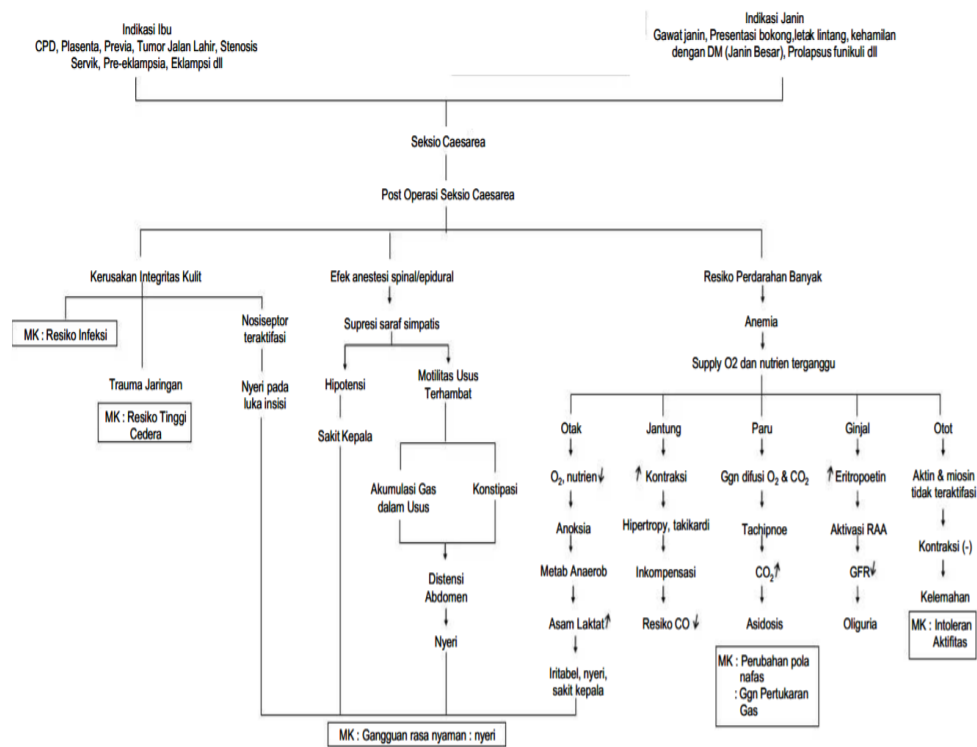 Indikasi Ibu
CPD, Plasenta, Previa, Tumor Jalan Lahir, Stenosis
Servik, Pre-eklampsia, Eklampsi dll
Indikasi Janin
Gawat janin, Presentasi bokong,letak lintang, kehamilan
dengan DM (Janin Besar), Prolapsus funikuli dll
Seksio Caesarea
Post Operasi Seksio Caesarea
Kerusakan Integritas Kulit
Efek anestesi spinal/epidural
Resiko Perdarahan Banyak
MK : Resiko Infeksi
Nosiseptor
teraktifasi
Supresi saraf simpatis
Anemia
Supply O2 dan nutrien terganggu
Trauma Jaringan
MK : Resiko Tinggi
Cedera
Nyeri pada
luka insisi
Hipotensi
Sakit Kepala
Motilitas Usus
Terhambat
Akumulasi Gas
dalam Usus
Konstipasi
Distensi
Abdomen
Nyeri
Otak
O₂, nutrien↓
Anoksia
Metab Anaerob
Asam Laktat↑
Iritabel, nyeri,
sakit kepala
Jantung
↑ Kontraksi
Hipertropy, takikardi
Inkompensasi
Resiko CO ↓
Paru
Ggn difusi O₂ & CO₂
Tachipnoe
CO₂↑
Asidosis
MK : Perubahan pola
nafas
: Ggn Pertukaran
Gas
Ginjal
↑ Eritropoetin
Aktivasi RAA
GFR↓
Oliguria
Otot
Aktin & miosin
tidak teraktifasi
Kontraksi (-)
Kelemahan
MK : Intoleran
Aktifitas
MK : Gangguan rasa nyaman : nyeri